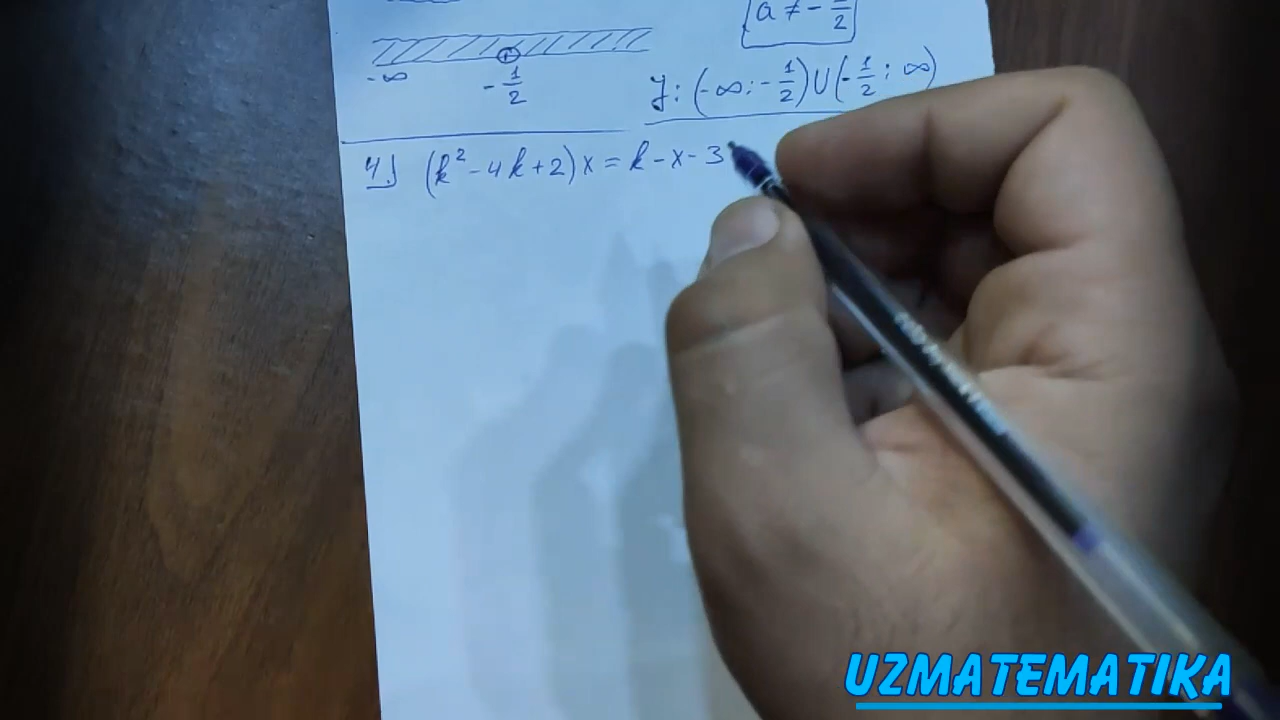 a ≠ - 1/2
-∞ - 1/2
J: (-∞; - 1/2) U (- 1/2; ∞)
4) (k² - 4k + 2)x = k - x - 3
UZMATEMATIKA